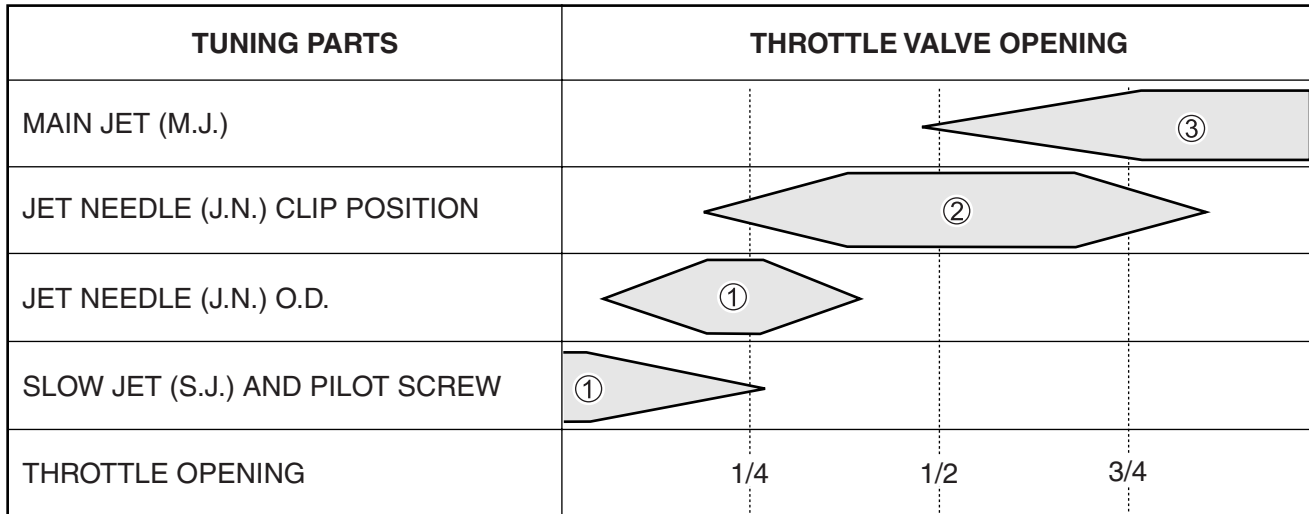 TUNING PARTS THROTTLE VALVE OPENING
MAIN JET (M.J.) ③
JET NEEDLE (J.N.) CLIP POSITION ②
JET NEEDLE (J.N.) O.D. ①
SLOW JET (S.J.) AND PILOT SCREW ①
THROTTLE OPENING 1/4 1/2 3/4